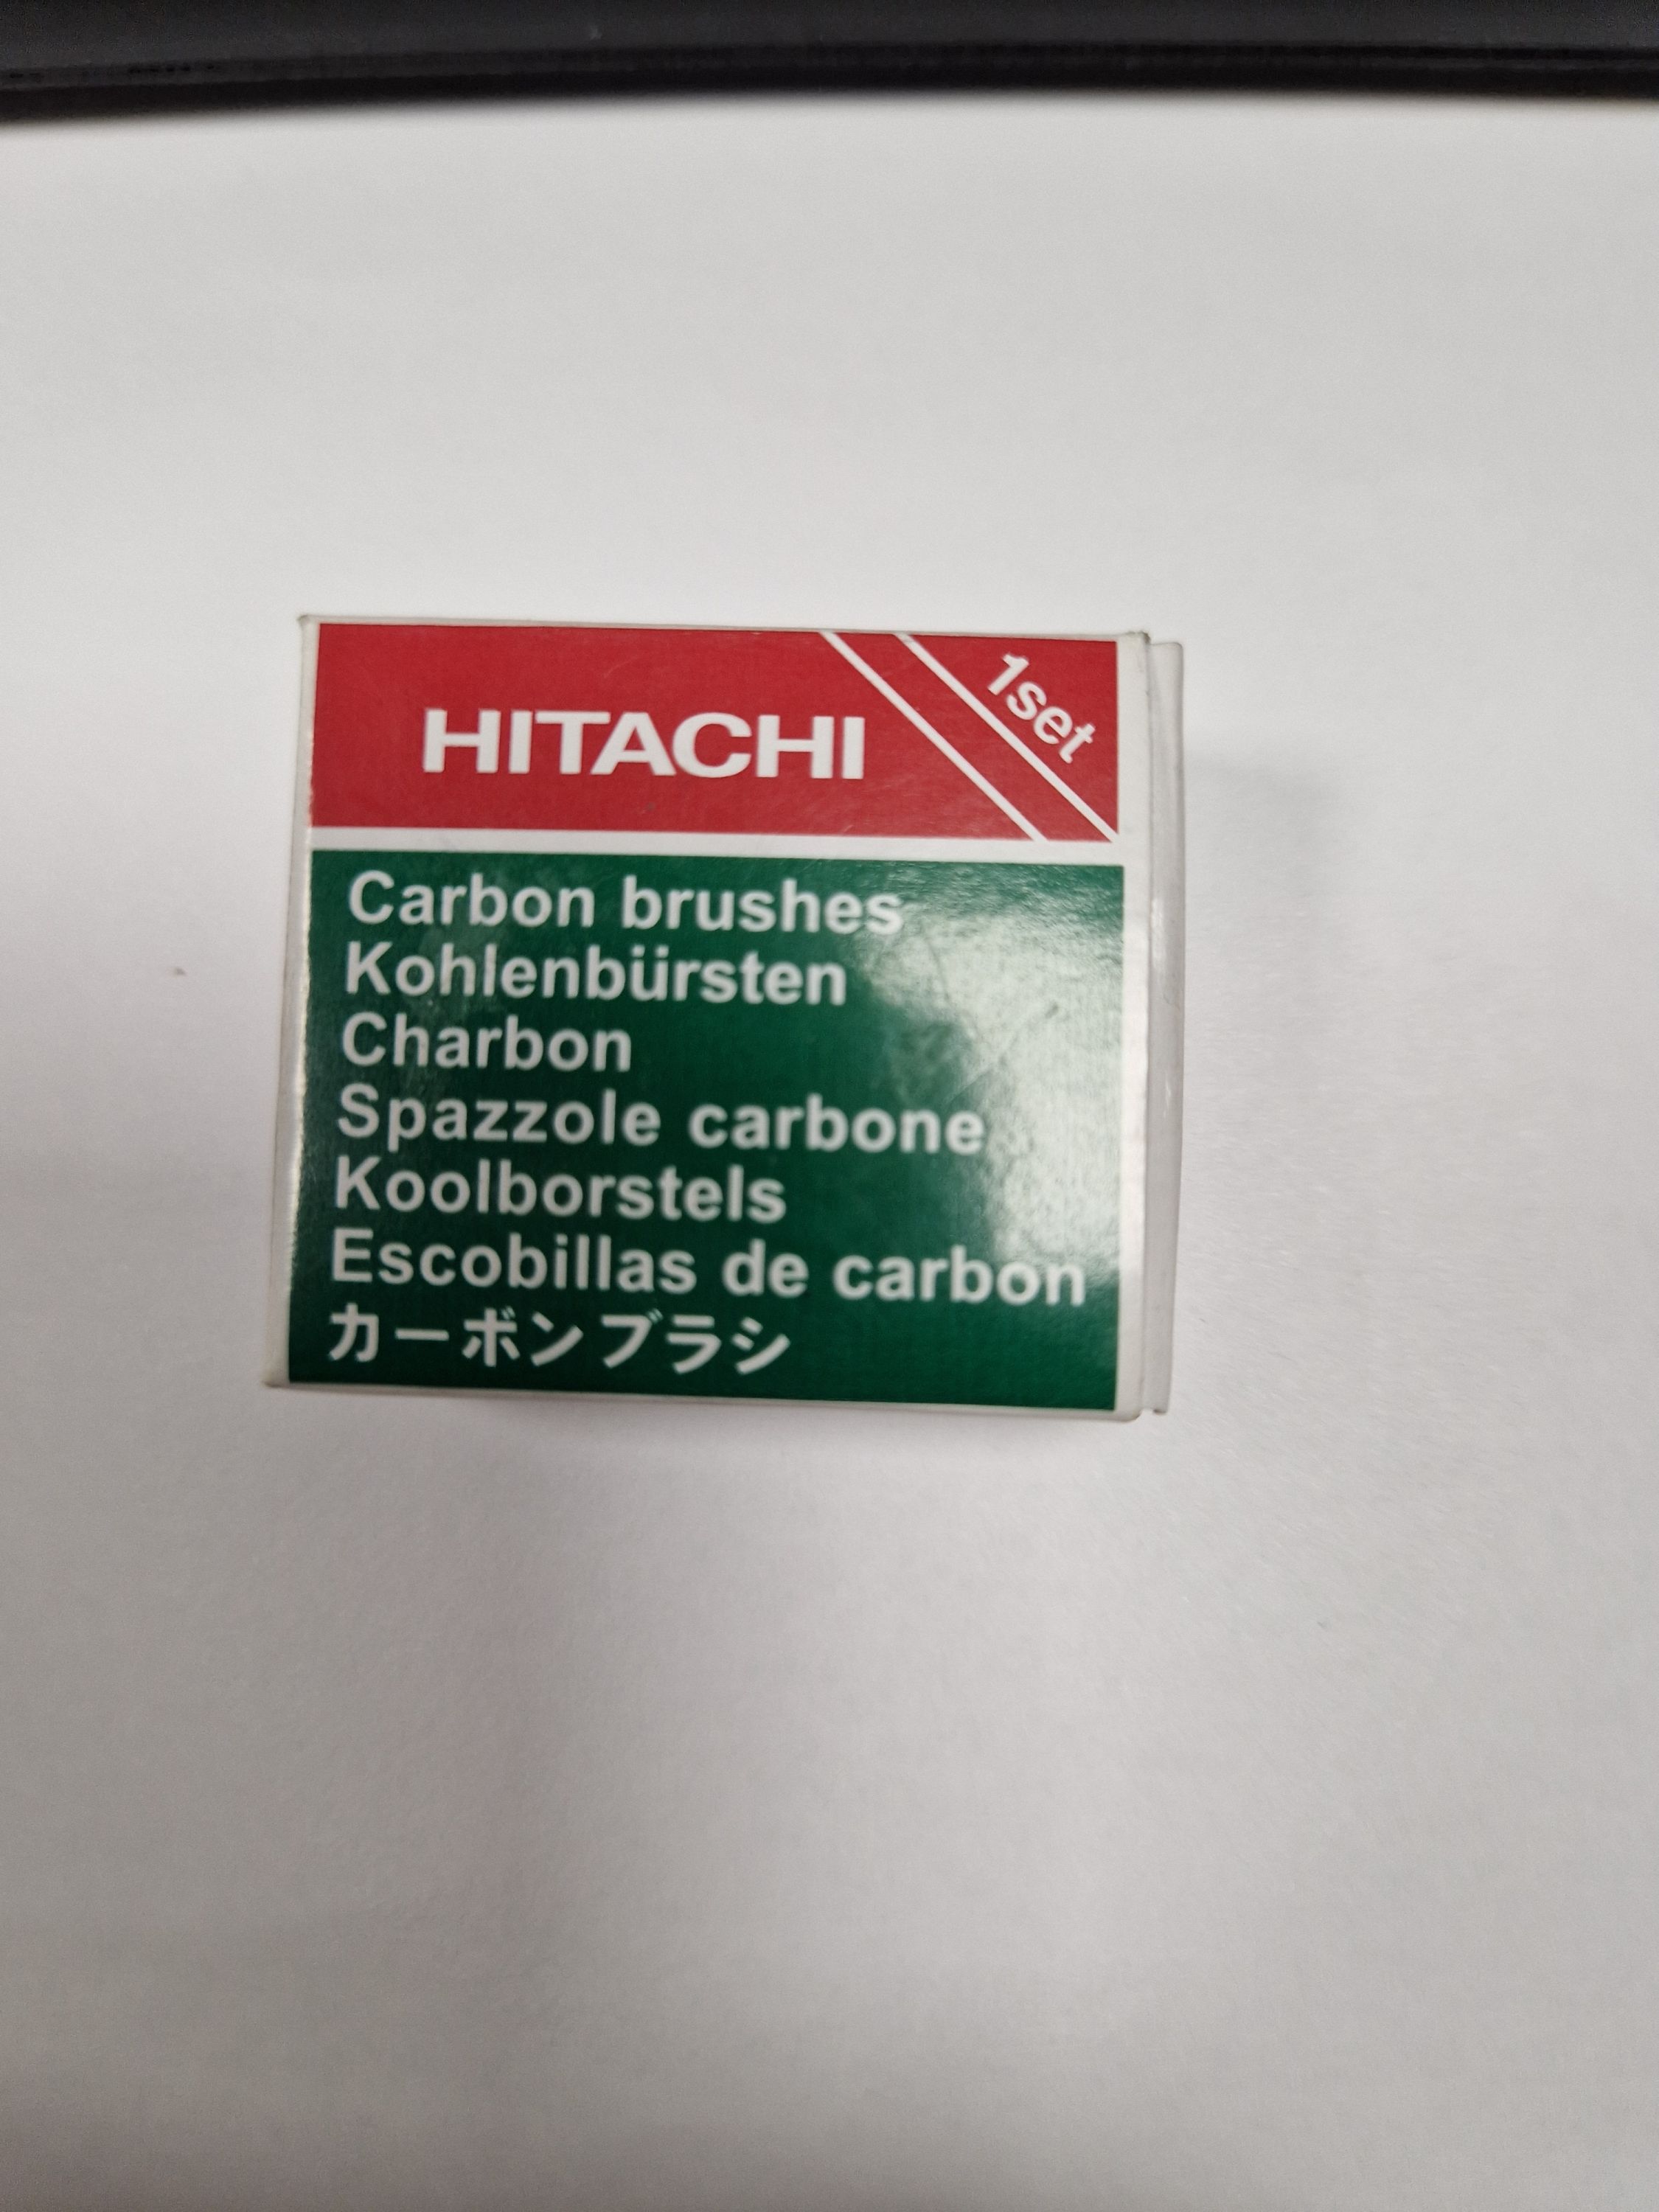 HITACHI
1set
Carbon brushes
Kohlenbürsten
Charbon
Spazzole carbone
Koolborstels
Escobillas de carbon
カーボンブラシ